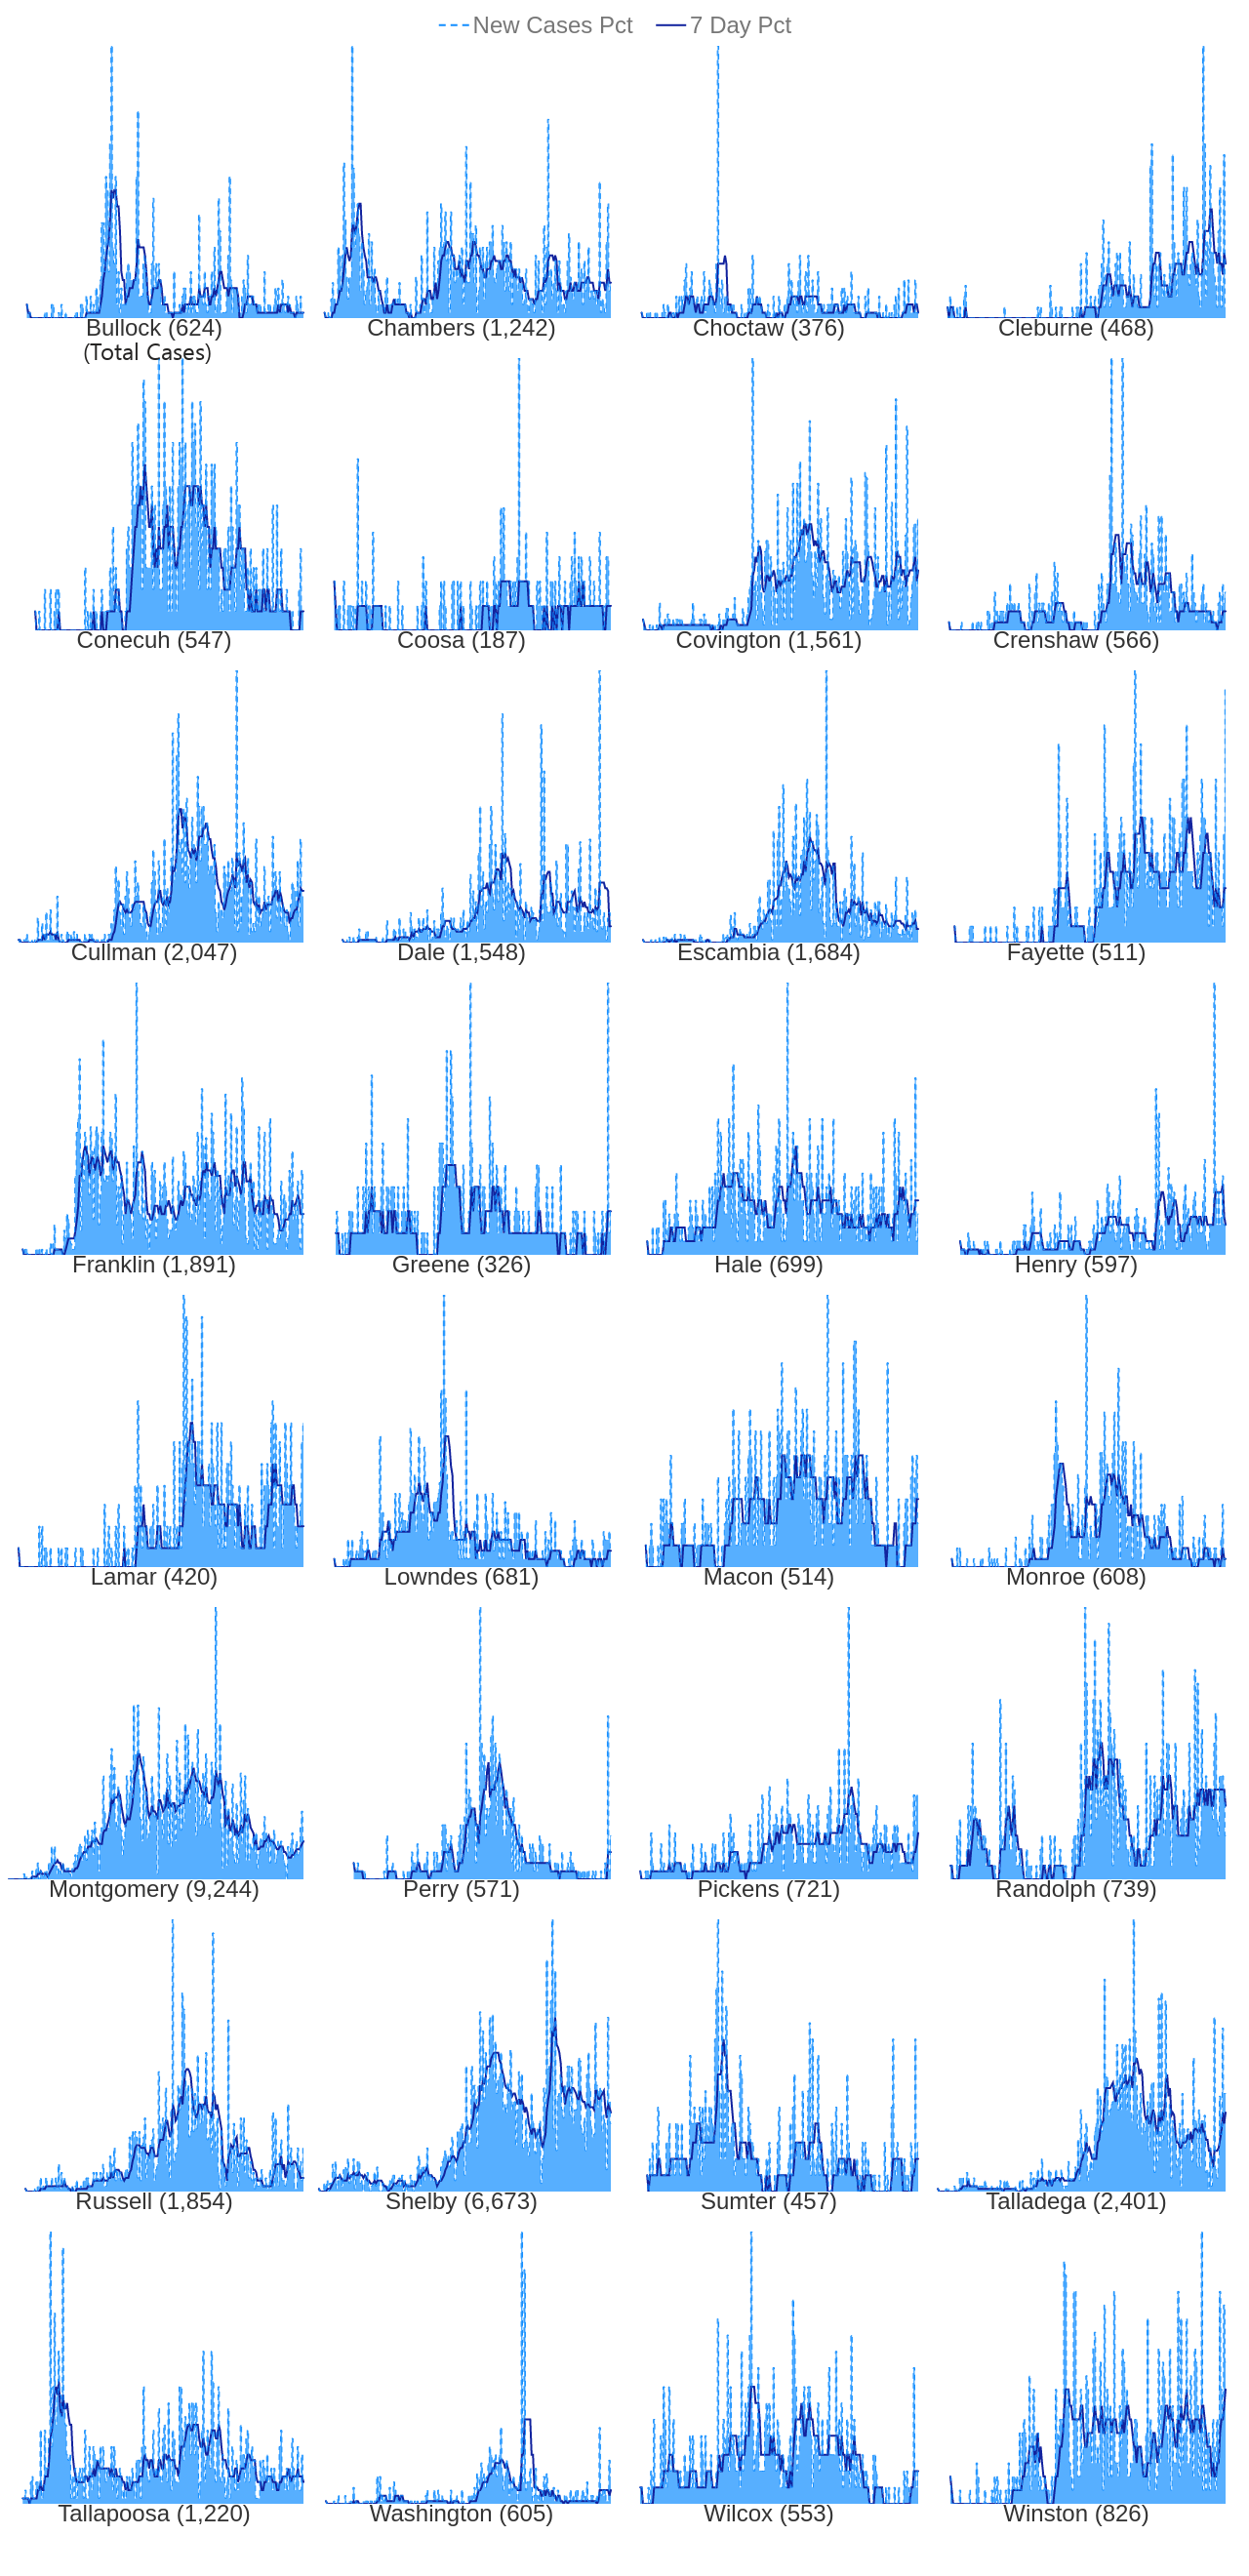 New Cases Pct 7 Day Pct
Bullock (624) Chambers (1,242) Choctaw (376) Cleburne (468)
(Total Cases)
Conecuh (547) Coosa (187) Covington (1,561) Crenshaw (566)
Cullman (2,047) Dale (1,548) Escambia (1,684) Fayette (511)
Franklin (1,891) Greene (326) Hale (699) Henry (597)
Lamar (420) Lowndes (681) Macon (514) Monroe (608)
Montgomery (9,244) Perry (571) Pickens (721) Randolph (739)
Russell (1,854) Shelby (6,673) Sumter (457) Talladega (2,401)
Tallapoosa (1,220) Washington (605) Wilcox (553) Winston (826)